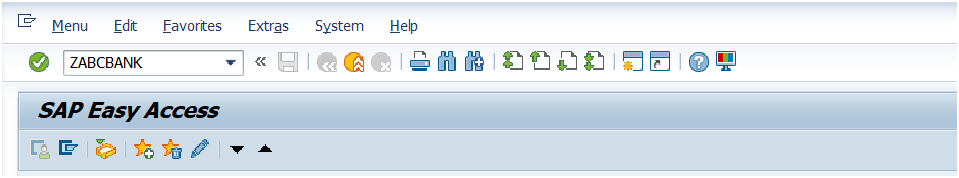 Menu Edit Favorites Extras System Help
ZABCBANK
SAP Easy Access